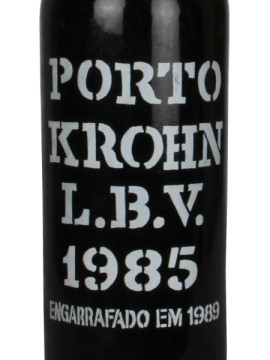 PORTO
KROHN
L.B.V.
1985
ENGARRAFADO EM 1989